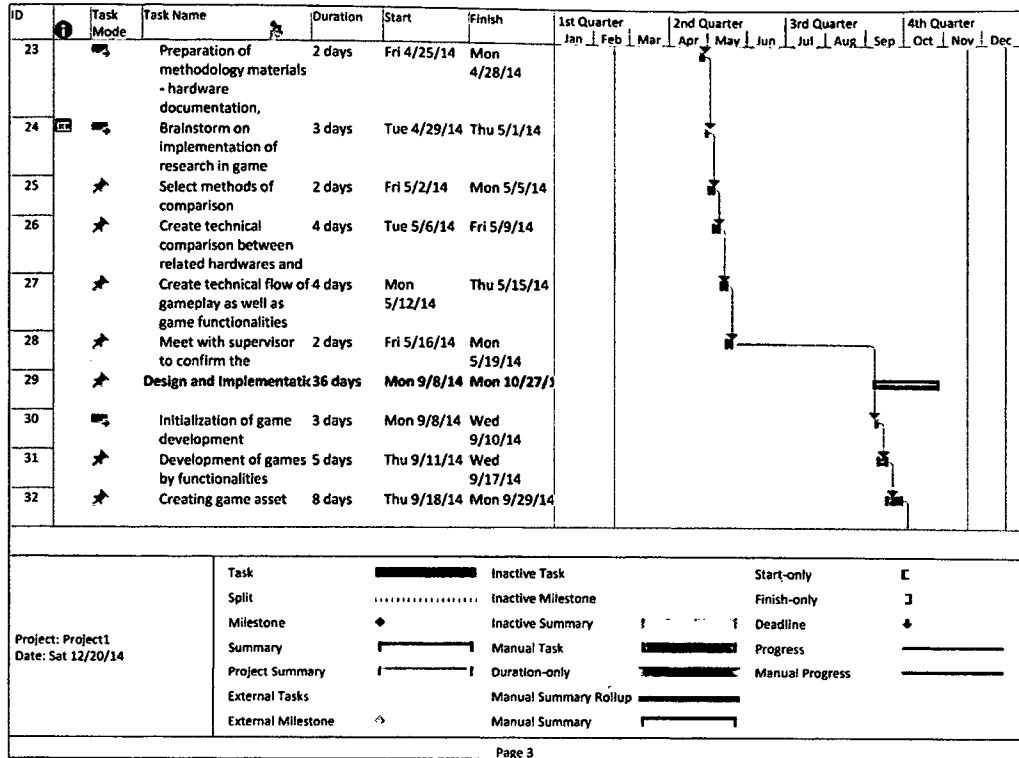 ID Task Mode Task Name Duration Start Finish 1st Quarter 2nd Quarter 3rd Quarter 4th Quarter
Jan Feb Mar Apr May Jun Jul Aug Sep Oct Nov Dec
23 Preparation of 2 days Fri 4/25/14 Mon
methodology materials 4/28/14
- hardware
documentation,
24 Brainstorm on 3 days Tue 4/29/14 Thu 5/1/14
implementation of
research in game
25 Select methods of 2 days Fri 5/2/14 Mon 5/5/14
comparison
26 Create technical 4 days Tue 5/6/14 Fri 5/9/14
comparison between
related hardwares and
27 Create technical flow of 4 days Mon Thu 5/15/14
gameplay as well as 5/12/14
game functionalities
28 Meet with supervisor 2 days Fri 5/16/14 Mon
to confirm the 5/19/14
29 Design and Implementatic 36 days Mon 9/8/14 Mon 10/27/1
30 Initialization of game 3 days Mon 9/8/14 Wed
development 9/10/14
31 Development of games 5 days Thu 9/11/14 Wed
by functionalities 9/17/14
32 Creating game asset 8 days Thu 9/18/14 Mon 9/29/14
Project: Project1
Date: Sat 12/20/14
Task
Split
Milestone
Summary
Project Summary
External Tasks
External Milestone
Inactive Task
Inactive Milestone
Inactive Summary
Manual Task
Duration-only
Manual Summary Rollup
Manual Summary
Start-only
Finish-only
Deadline
Progress
Manual Progress
Page 3